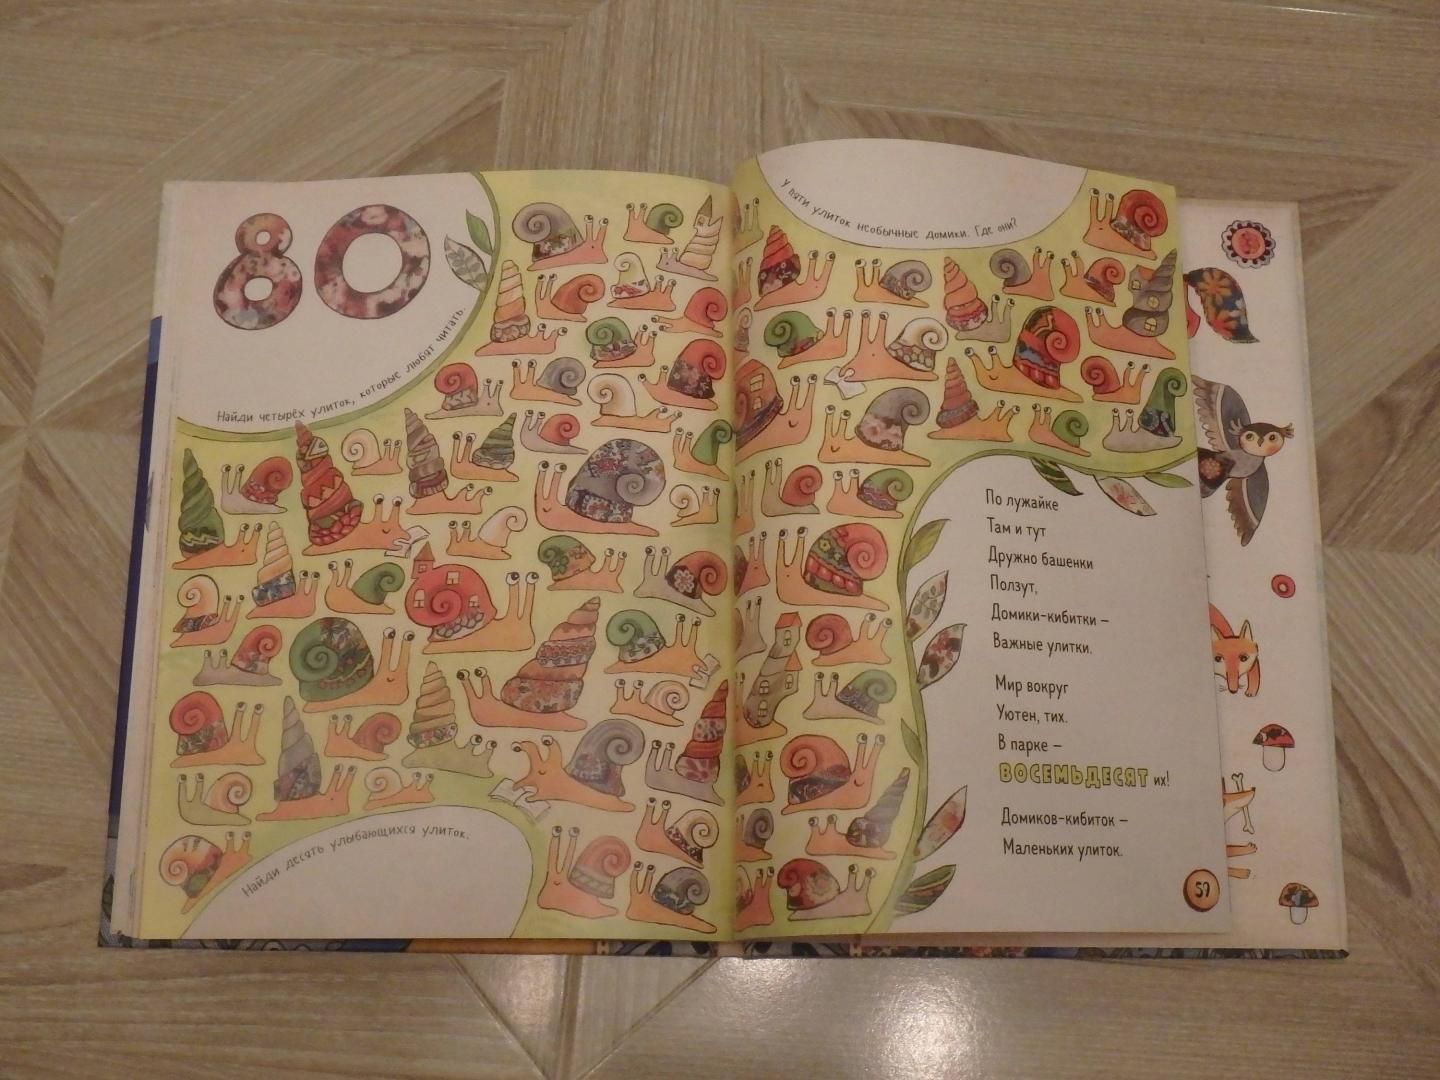 80
Найди четырёх улиток, которые любят читать.
Найди десять улыбающихся улиток.
У пяти улиток необычные домики. Где они?
По лужайке
Там и тут
Дружно башенки
Ползут,
Домики-кибитки –
Важные улитки.
Мир вокруг
Уютен, тих.
В парке –
ВОСЕМЬДЕСЯТ их!
Домиков-кибиток –
Маленьких улиток.
59